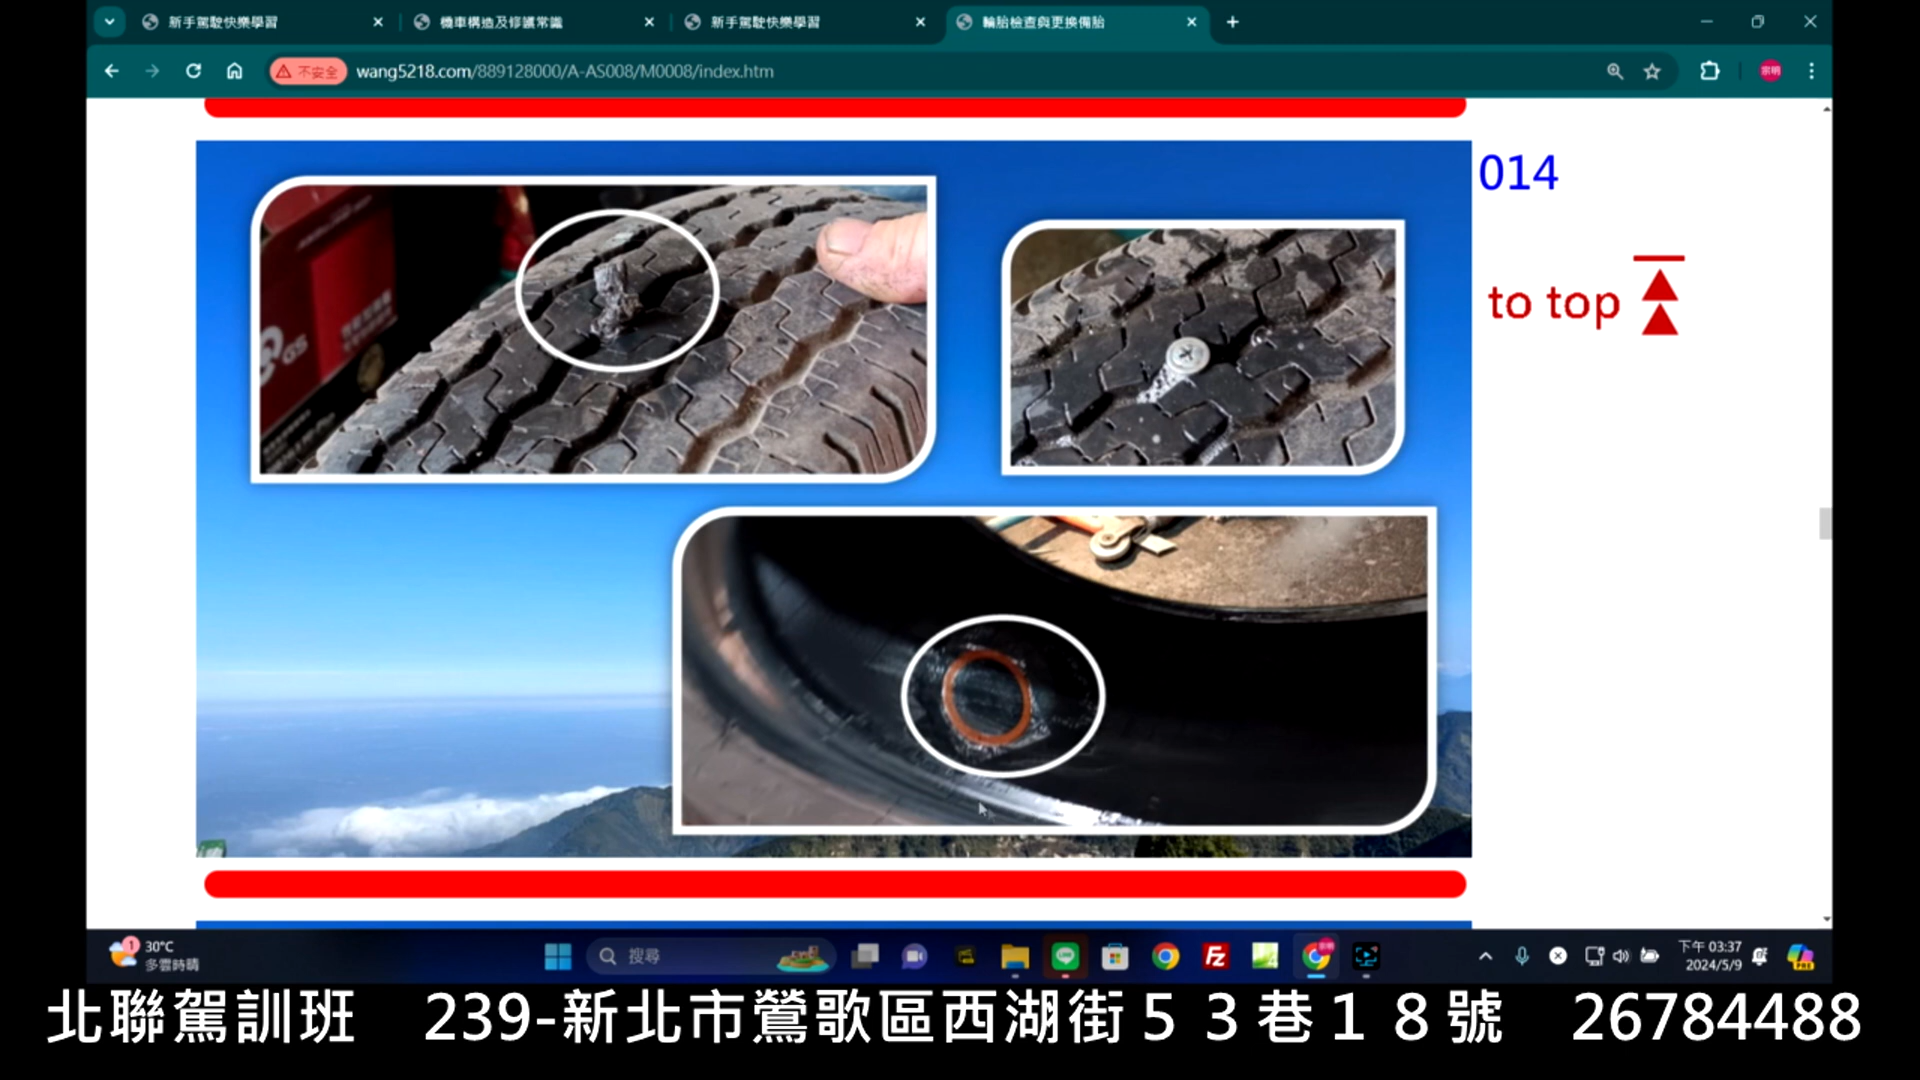 新手駕駛快樂學習
機車構造及修護常識
新手駕駛快樂學習
輪胎檢查與更換備胎
不安全
wang5218.com/889128000/A-AS008/M0008/index.htm
宗明
014
to top
GS
1
30°C
多雲時晴
搜尋
下午 03:37
2024/5/9
北聯駕訓班 239-新北市鶯歌區西湖街５３巷１８號 26784488